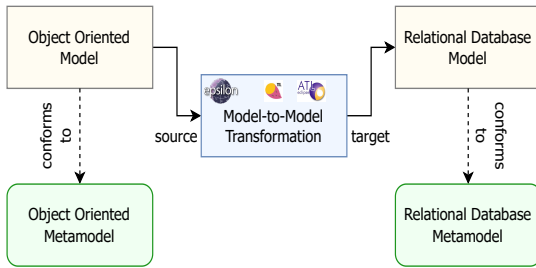 Object Oriented
Model
Relational Database
Model
epsilon
ATL
eclipse
Model-to-Model
Transformation
source
target
conforms
to
conforms
to
Object Oriented
Metamodel
Relational Database
Metamodel